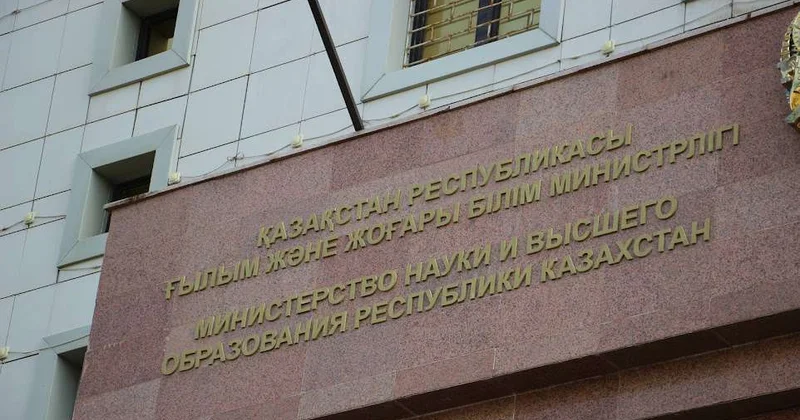 ҚАЗАҚСТАН РЕСПУБЛИКАСЫ
ҒЫЛЫМ ЖӘНЕ ЖОҒАРЫ БІЛІМ МИНИСТРЛІГІ
МИНИСТЕРСТВО НАУКИ И ВЫСШЕГО
ОБРАЗОВАНИЯ РЕСПУБЛИКИ КАЗАХСТАН